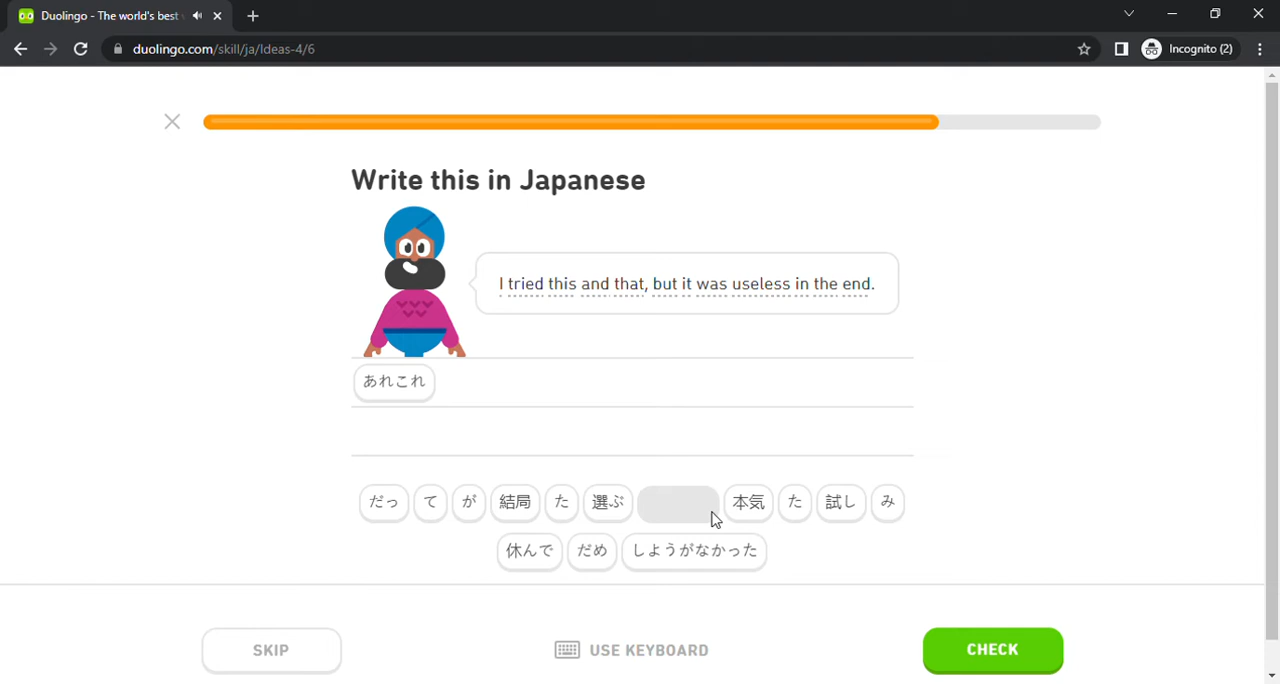 Duolingo - The world's best
duolingo.com/skill/ja/Ideas-4/6
Incognito (2)
Write this in Japanese
I tried this and that, but it was useless in the end.
あれこれ
だっ て が 結局 た 選ぶ 本気 た 試し み
休んで だめ しようがなかった
SKIP
USE KEYBOARD
CHECK